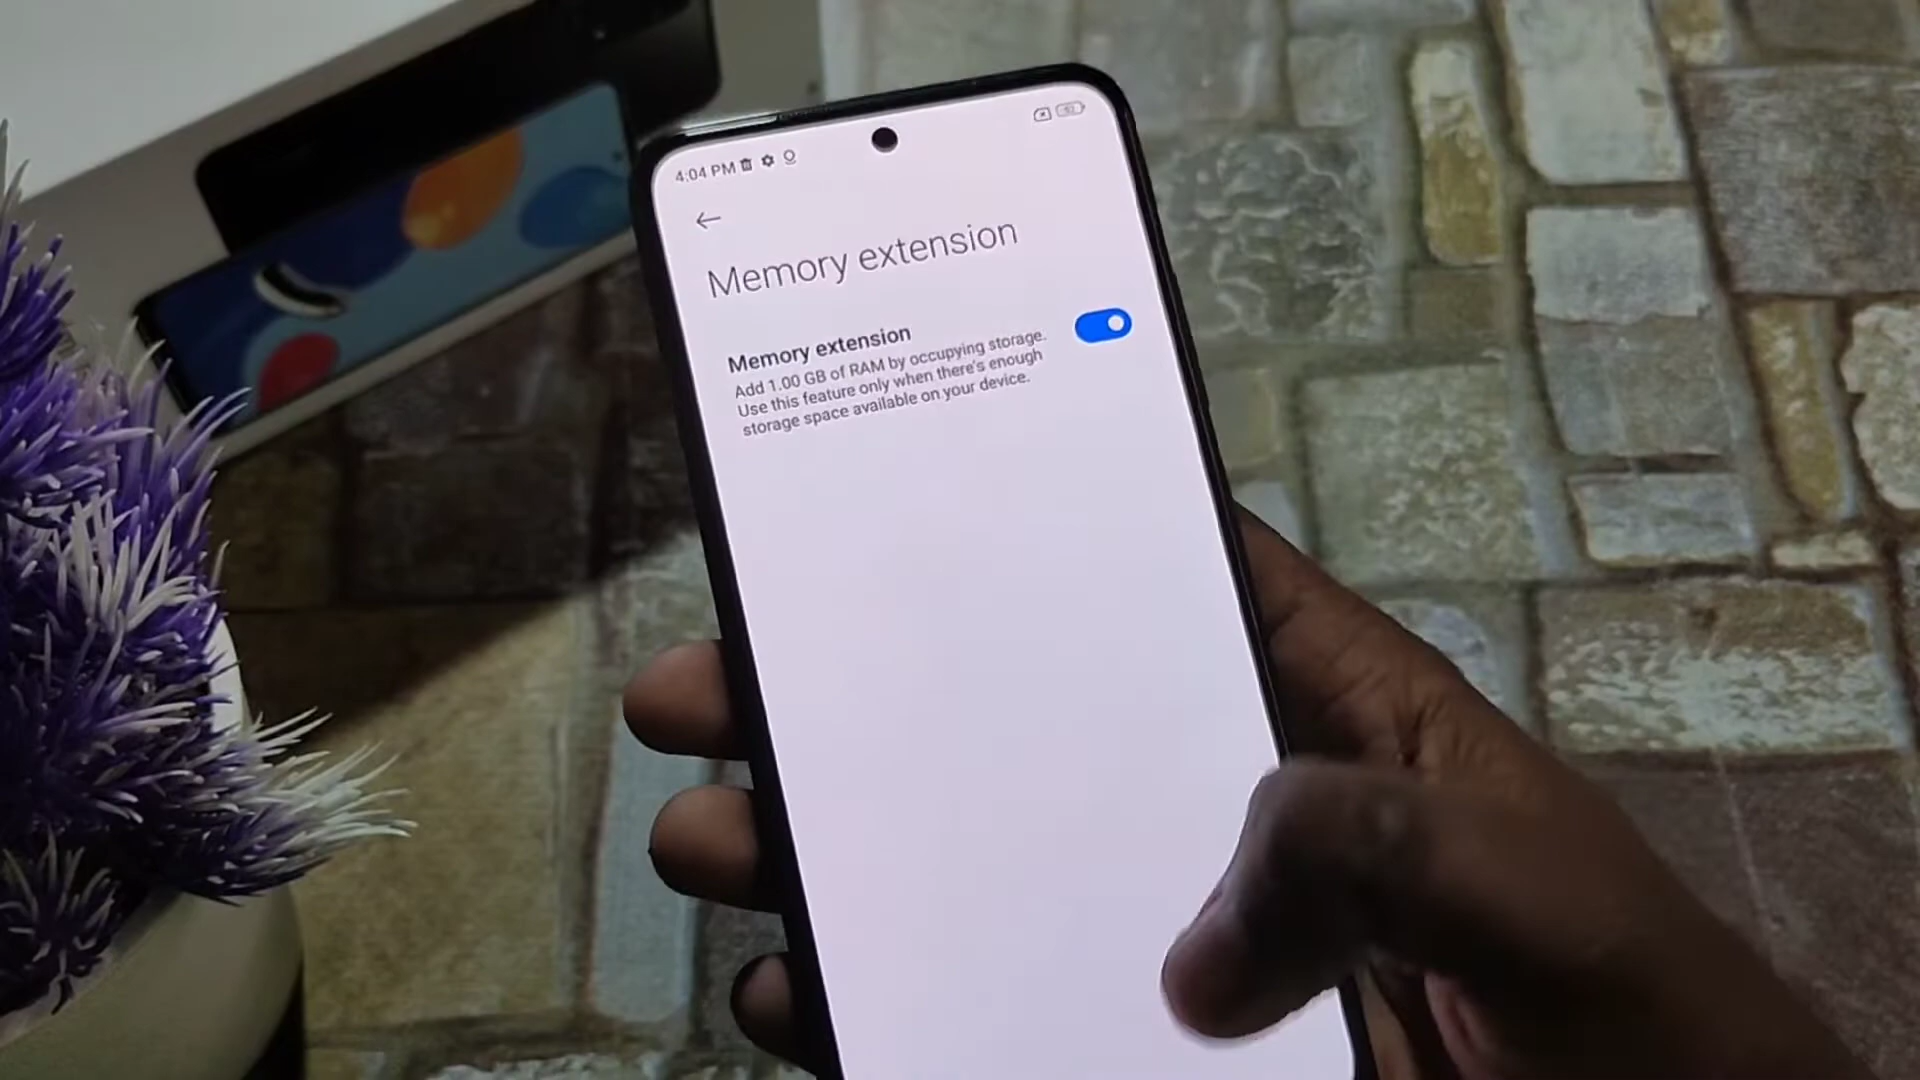 4:04 PM
Memory extension
Memory extension
Add 1.00 GB of RAM by occupying storage.
Use this feature only when there's enough
storage space available on your device.